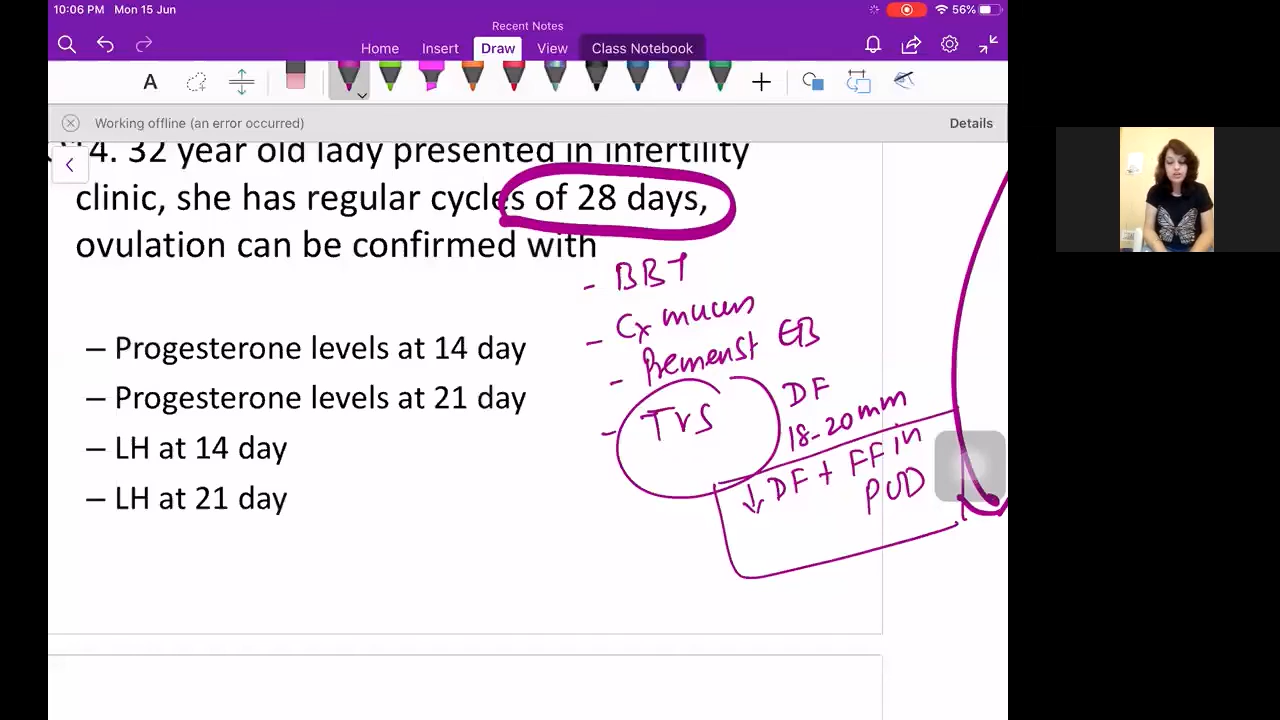 10:06 PM Mon 15 Jun
56%
Recent Notes
Home Insert Draw View Class Notebook
A
Working offline (an error occurred)
Details
4. 32 year old lady presented in infertility
clinic, she has regular cycles of 28 days,
ovulation can be confirmed with
- BBT
- Cx mucus
- Premenst EB
- TVS
DF
18-20mm
↓ DF + FF in
POD
– Progesterone levels at 14 day
– Progesterone levels at 21 day
– LH at 14 day
– LH at 21 day